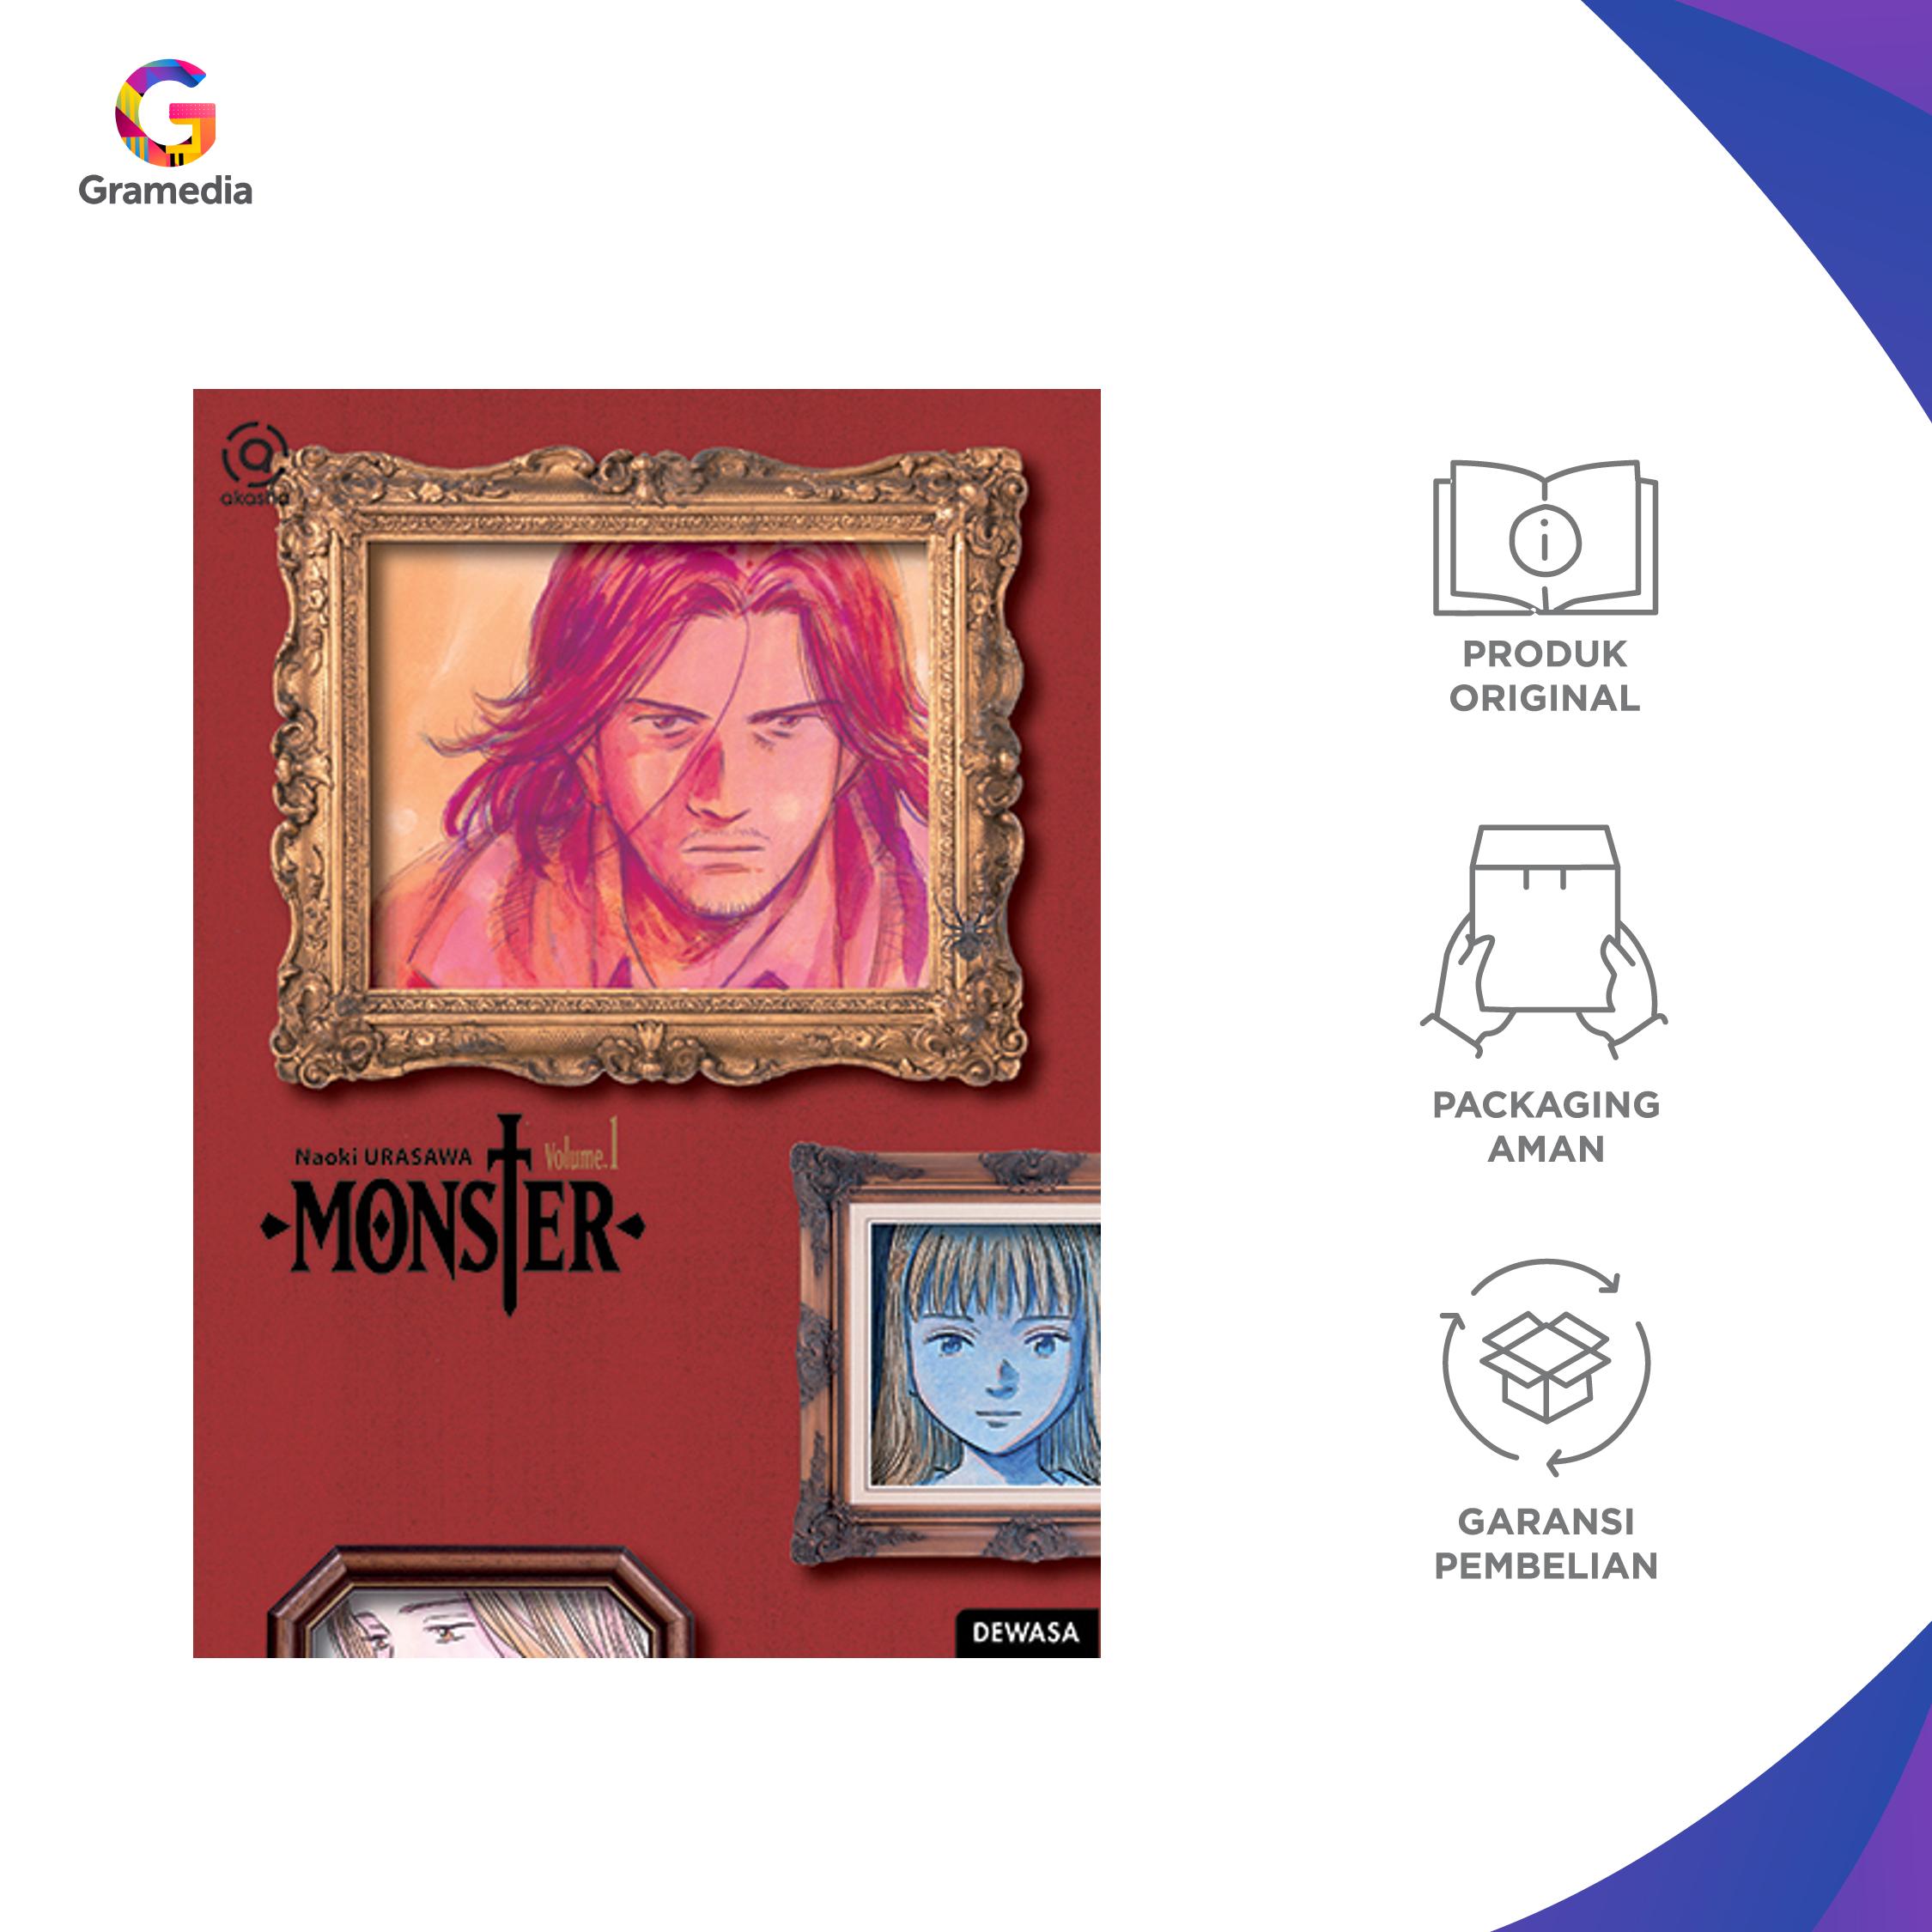 Gramedia
akasha
Naoki URASAWA
Volume.1
MONSTER
DEWASA
PRODUK
ORIGINAL
PACKAGING
AMAN
GARANSI
PEMBELIAN